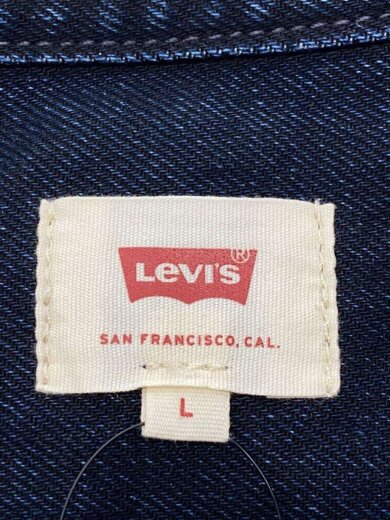 Levi's®
SAN FRANCISCO, CAL.
L